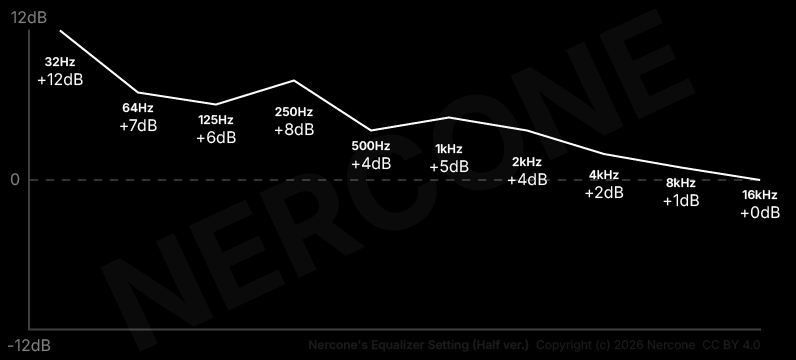 12dB
32Hz
+12dB
64Hz
+7dB
125Hz
+6dB
250Hz
+8dB
500Hz
+4dB
1kHz
+5dB
2kHz
+4dB
4kHz
+2dB
8kHz
+1dB
16kHz
+0dB
0
NERCONE
-12dB
Nercone's Equalizer Setting (Half ver.) Copyright (c) 2026 Nercone CC BY 4.0